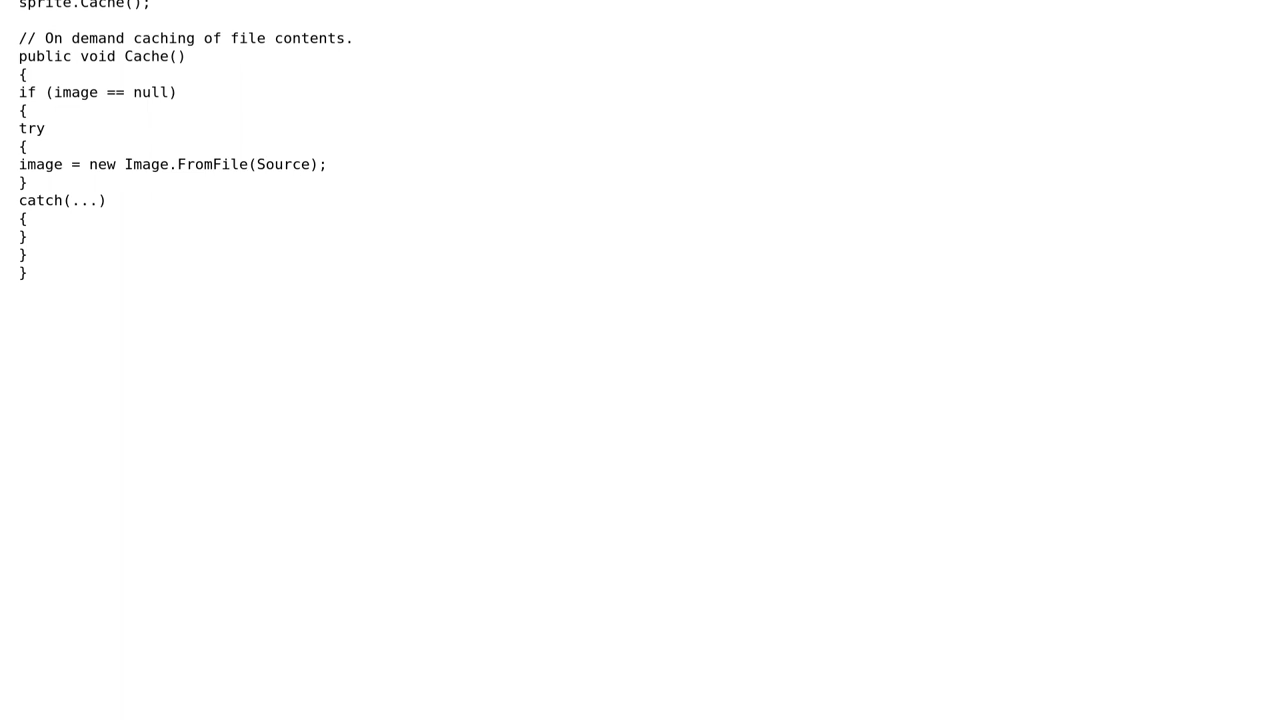 sprite.Cache();

// On demand caching of file contents.
public void Cache()
{
if (image == null)
{
try
{
image = new Image.FromFile(Source);
}
catch(...)
{
}
}
}